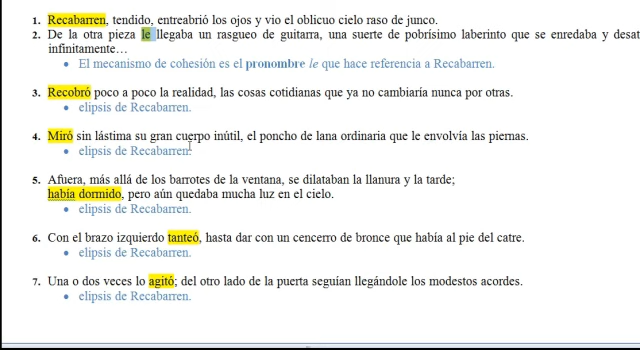 1. Recabarren, tendido, entreabrió los ojos y vio el oblicuo cielo raso de junco.
2. De la otra pieza le llegaba un rasgueo de guitarra, una suerte de pobrísimo laberinto que se enredaba y desat
infinitamente…
• El mecanismo de cohesión es el pronombre le que hace referencia a Recabarren.
3. Recobró poco a poco la realidad, las cosas cotidianas que ya no cambiaría nunca por otras.
• elipsis de Recabarren.
4. Miró sin lástima su gran cuerpo inútil, el poncho de lana ordinaria que le envolvía las piernas.
• elipsis de Recabarren.
5. Afuera, más allá de los barrotes de la ventana, se dilataban la llanura y la tarde;
había dormido, pero aún quedaba mucha luz en el cielo.
• elipsis de Recabarren.
6. Con el brazo izquierdo tanteó, hasta dar con un cencerro de bronce que había al pie del catre.
• elipsis de Recabarren.
7. Una o dos veces lo agitó; del otro lado de la puerta seguían llegándole los modestos acordes.
• elipsis de Recabarren.